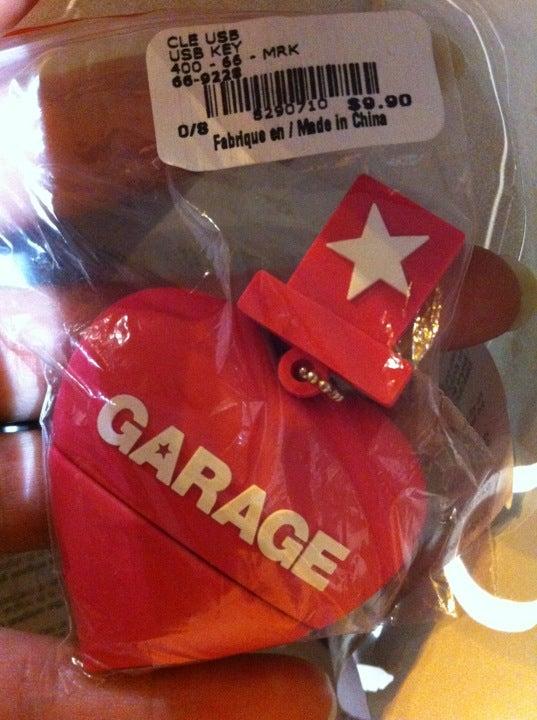 CLE USB
USB KEY
400 - 66 - MRK
66-9228
8290710 $9.90
0/8 Fabrique en / Made in China
GARAGE